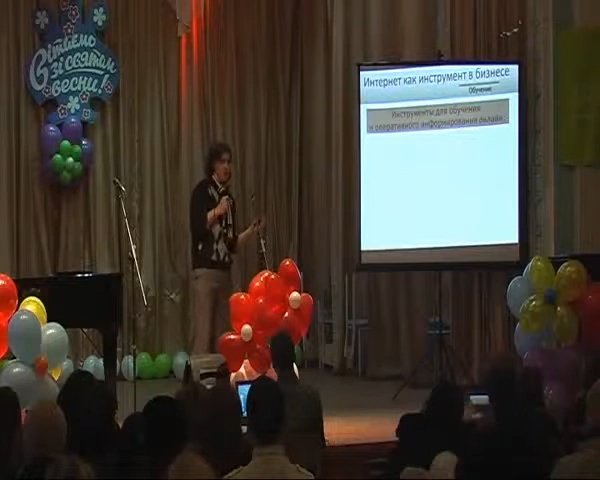 Вітаємо
зі святом
весни!
Интернет как инструмент в бизнесе
Обучение
Инструменты для обучения
и оперативного информирования онлайн